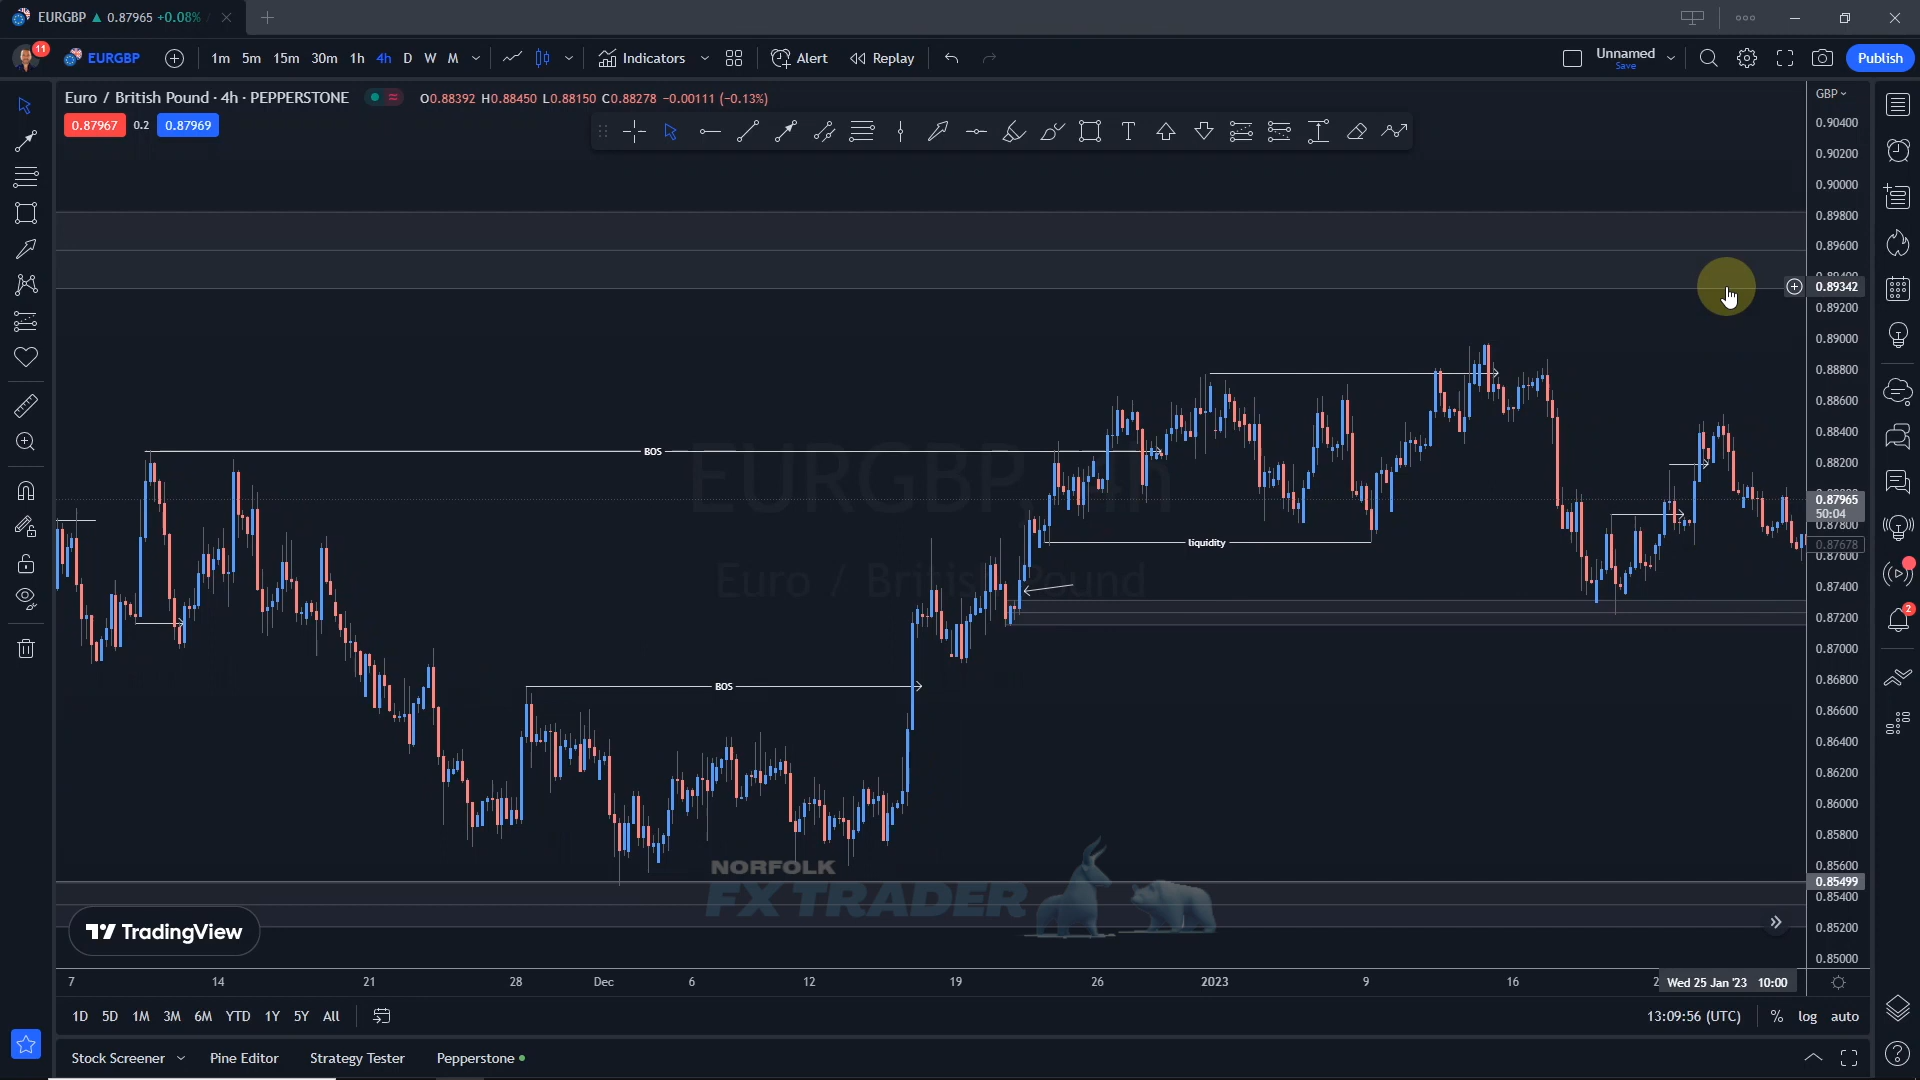 EURGBP ▲ 0.87965 +0.08%
11
EURGBP
1m 5m 15m 30m 1h 4h D W M
Indicators
Alert
Replay
Unnamed
Save
Publish
Euro / British Pound · 4h · PEPPERSTONE
O0.88392 H0.88450 L0.88150 C0.88278 −0.00111 (−0.13%)
0.87967 0.2 0.87969
GBP
0.90400
0.90200
0.90000
0.89800
0.89600
0.89400
0.89342
0.89200
0.89000
0.88800
0.88600
0.88400
0.88200
0.87965
50:04
0.87800
0.87678
0.87600
0.87400
0.87200
0.87000
0.86800
0.86600
0.86400
0.86200
0.86000
0.85800
0.85600
0.85499
0.85400
0.85200
0.85000
BOS
EURGBP, 4h
Euro / British Pound
liquidity
BOS
2
NORFOLK
FX TRADER
TradingView
7 14 21 28 Dec 6 12 19 26 2023 9 16 Wed 25 Jan '23 10:00
1D 5D 1M 3M 6M YTD 1Y 5Y All
13:09:56 (UTC) % log auto
Stock Screener Pine Editor Strategy Tester Pepperstone